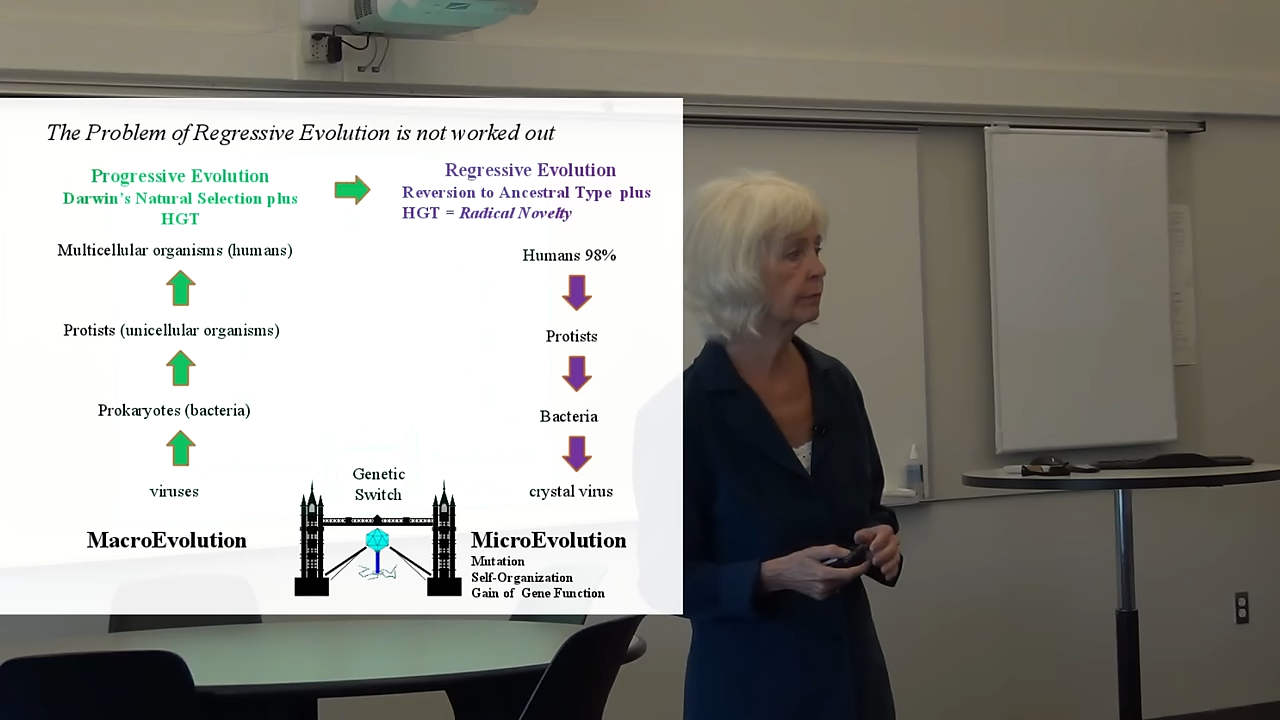 The Problem of Regressive Evolution is not worked out
Progressive Evolution
Darwin's Natural Selection plus
HGT
Multicellular organisms (humans)
Protists (unicellular organisms)
Prokaryotes (bacteria)
viruses
MacroEvolution
Genetic
Switch
Regressive Evolution
Reversion to Ancestral Type plus
HGT = Radical Novelty
Humans 98%
Protists
Bacteria
crystal virus
MicroEvolution
Mutation
Self-Organization
Gain of Gene Function